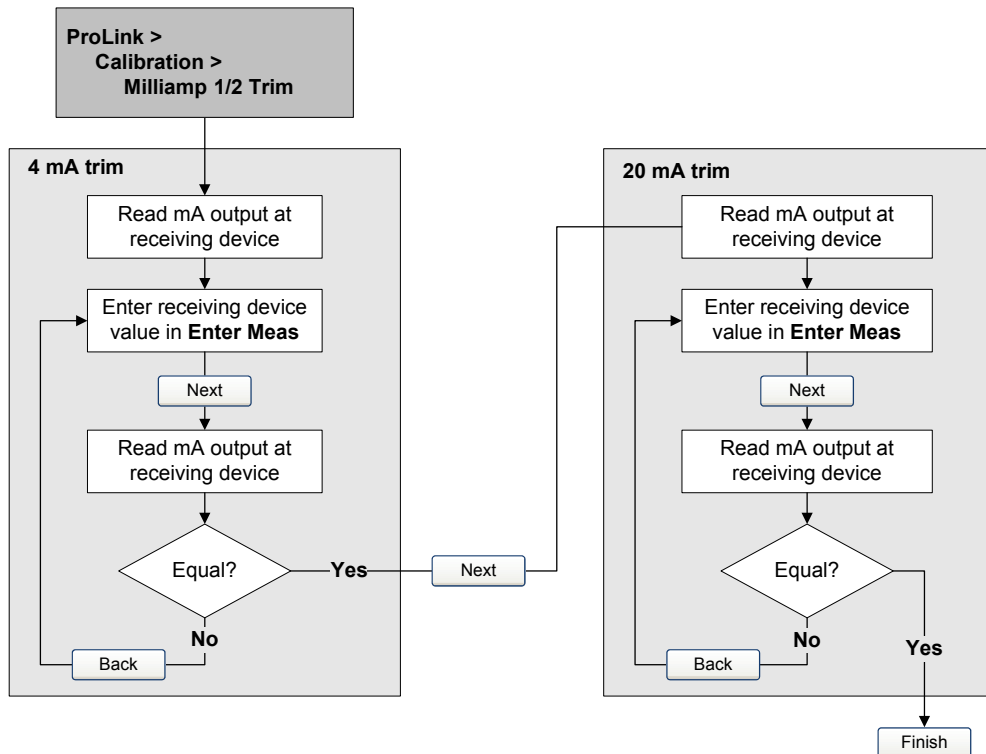 ProLink >
Calibration >
Milliamp 1/2 Trim
4 mA trim
Read mA output at
receiving device
Enter receiving device
value in Enter Meas
Next
Read mA output at
receiving device
Equal?
Yes
No
Back
Next
20 mA trim
Read mA output at
receiving device
Enter receiving device
value in Enter Meas
Next
Read mA output at
receiving device
Equal?
No
Back
Yes
Finish